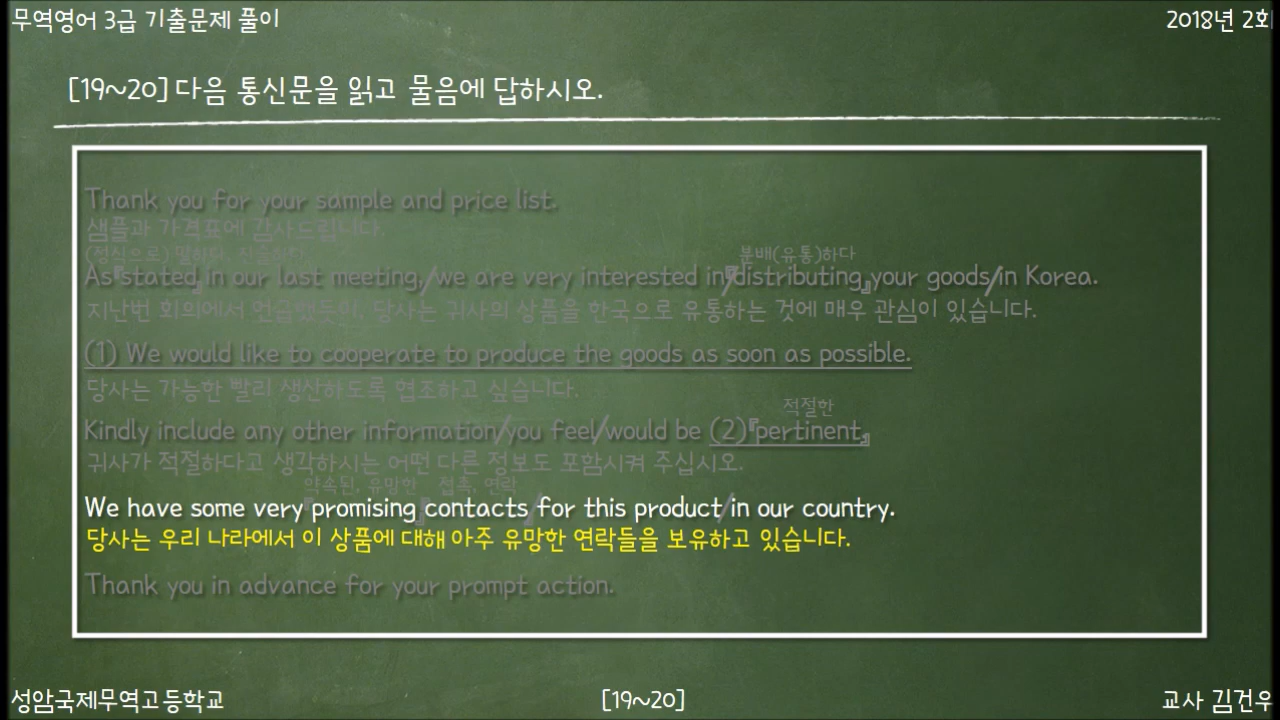 무역영어 3급 기출문제 풀이
2018년 2회
[19~20] 다음 통신문을 읽고 물음에 답하시오.
Thank you for your sample and price list.
샘플과 가격표에 감사드립니다.
(정식으로) 말하다, 진술하다
분배(유통)하다
As『stated』in our last meeting,/we are very interested in/『distributing』your goods/in Korea.
지난번 회의에서 언급했듯이, 당사는 귀사의 상품을 한국으로 유통하는 것에 매우 관심이 있습니다.
(1) We would like to cooperate to produce the goods as soon as possible.
당사는 가능한 빨리 생산하도록 협조하고 싶습니다.
적절한
Kindly include any other information/you feel/would be (2)『pertinent』
귀사가 적절하다고 생각하시는 어떤 다른 정보도 포함시켜 주십시오.
약속된, 유망한 접촉, 연락
We have some very『promising』contacts/for this product/in our country.
당사는 우리 나라에서 이 상품에 대해 아주 유망한 연락들을 보유하고 있습니다.
Thank you in advance for your prompt action.
성암국제무역고등학교
[19~20]
교사 김건우